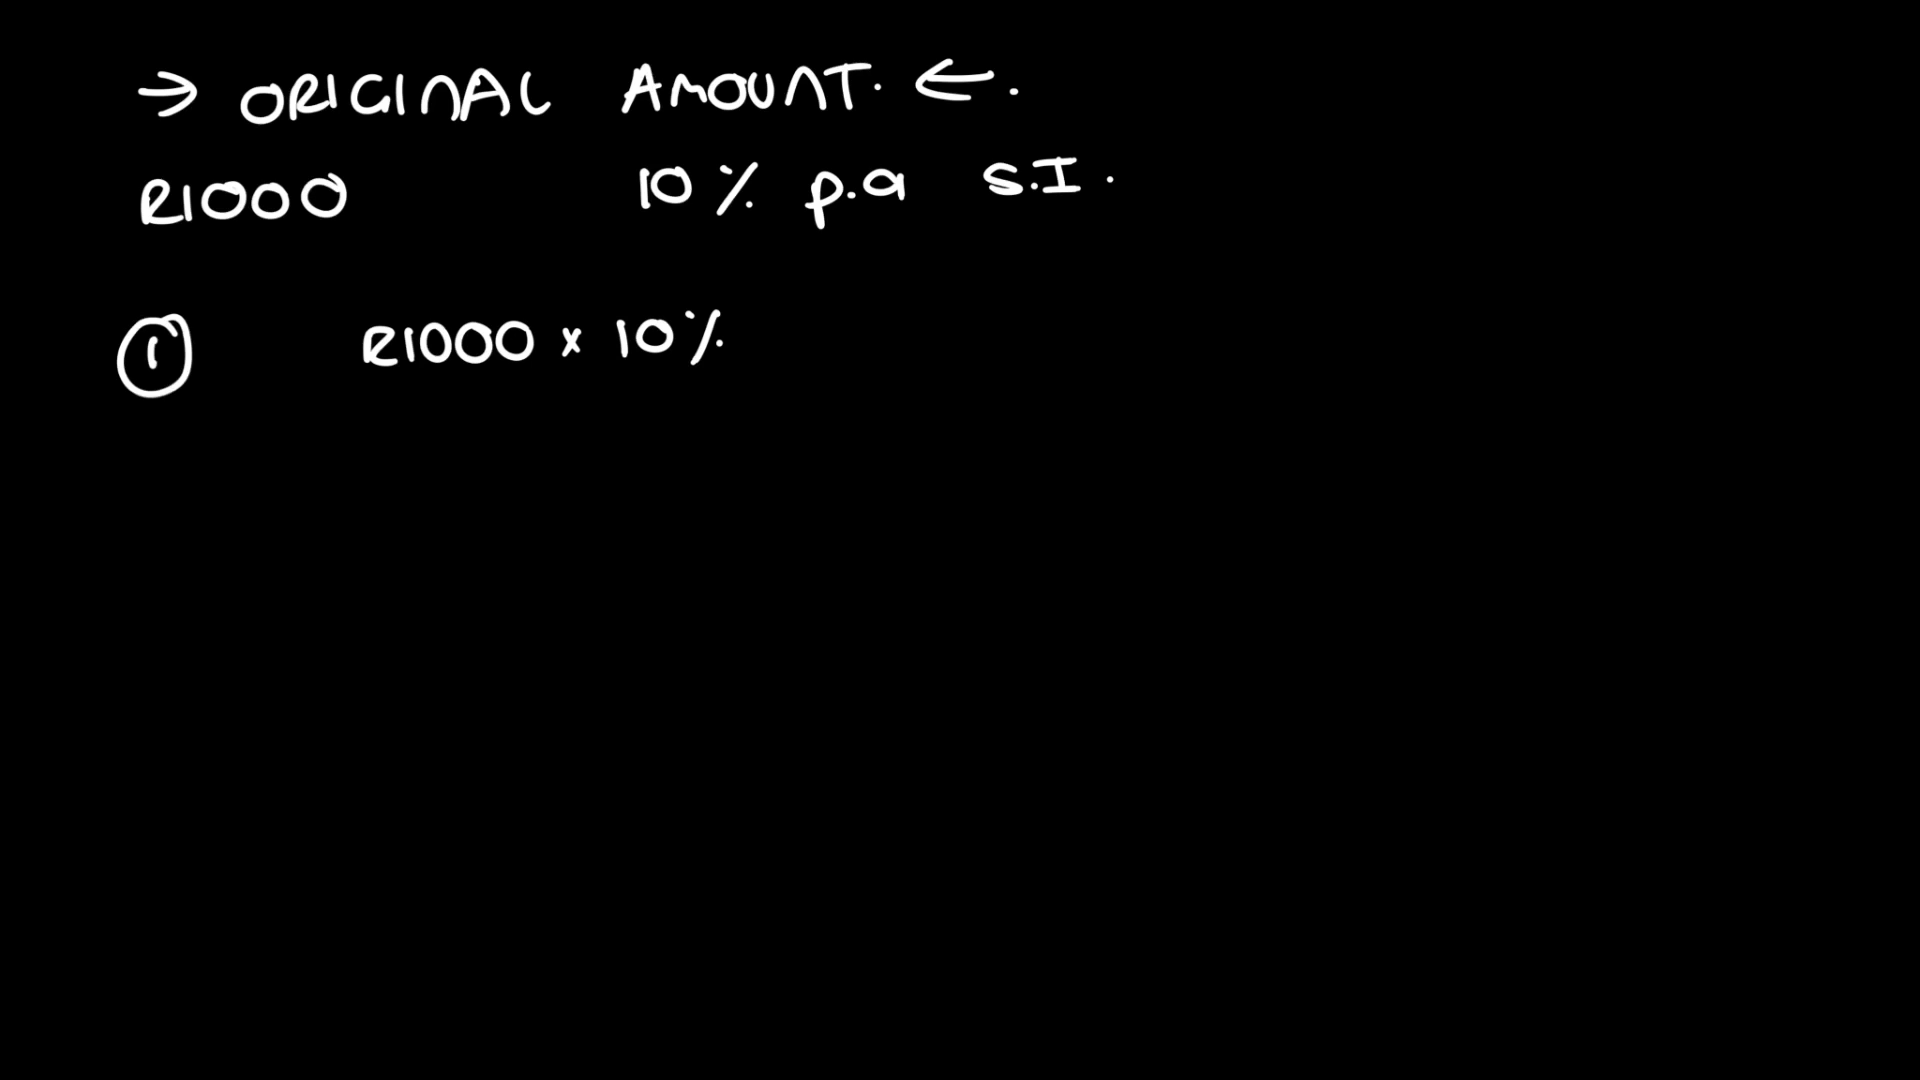 → ORIGINAL AMOUNT. ←.
R1000 10% p.a S.I.
① R1000 x 10%